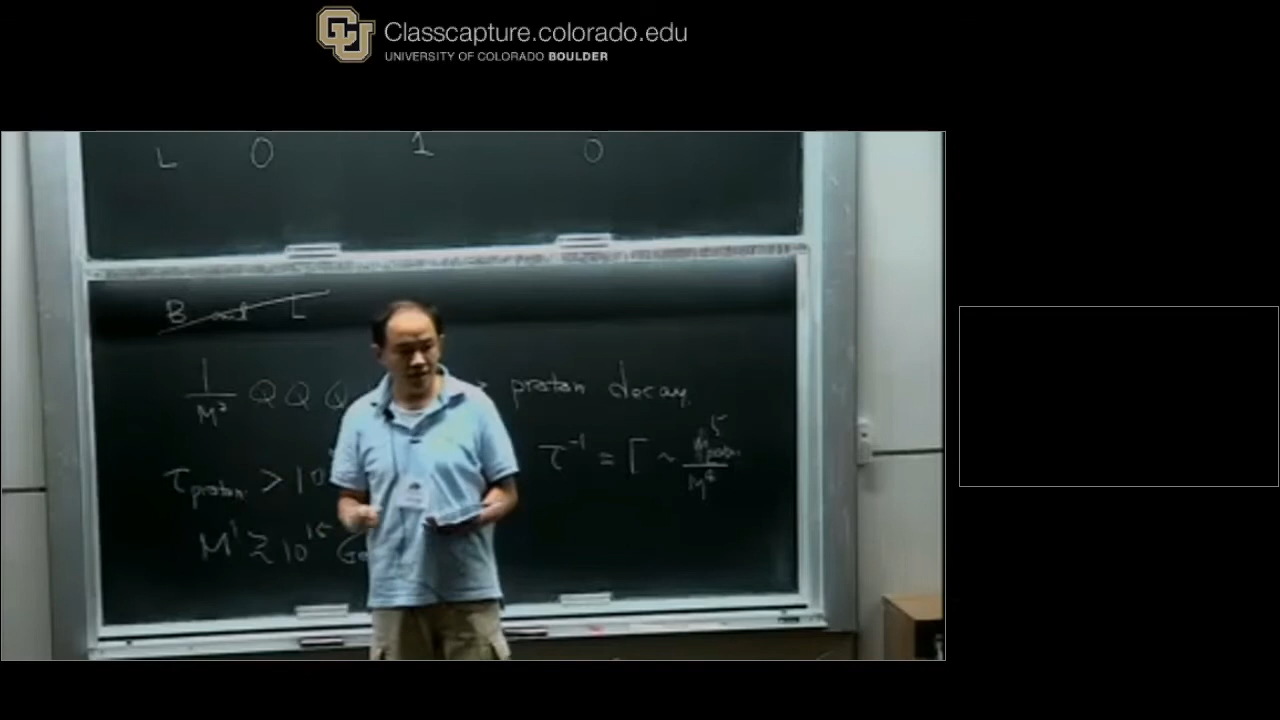 Classcapture.colorado.edu
UNIVERSITY OF COLORADO BOULDER
L 0 1 0
B and L
1/M² Q Q Q proton decay
τ⁻¹ = Γ ~ m⁵proton/M⁴
τproton > 10
M ≳ 10¹⁵ Ge